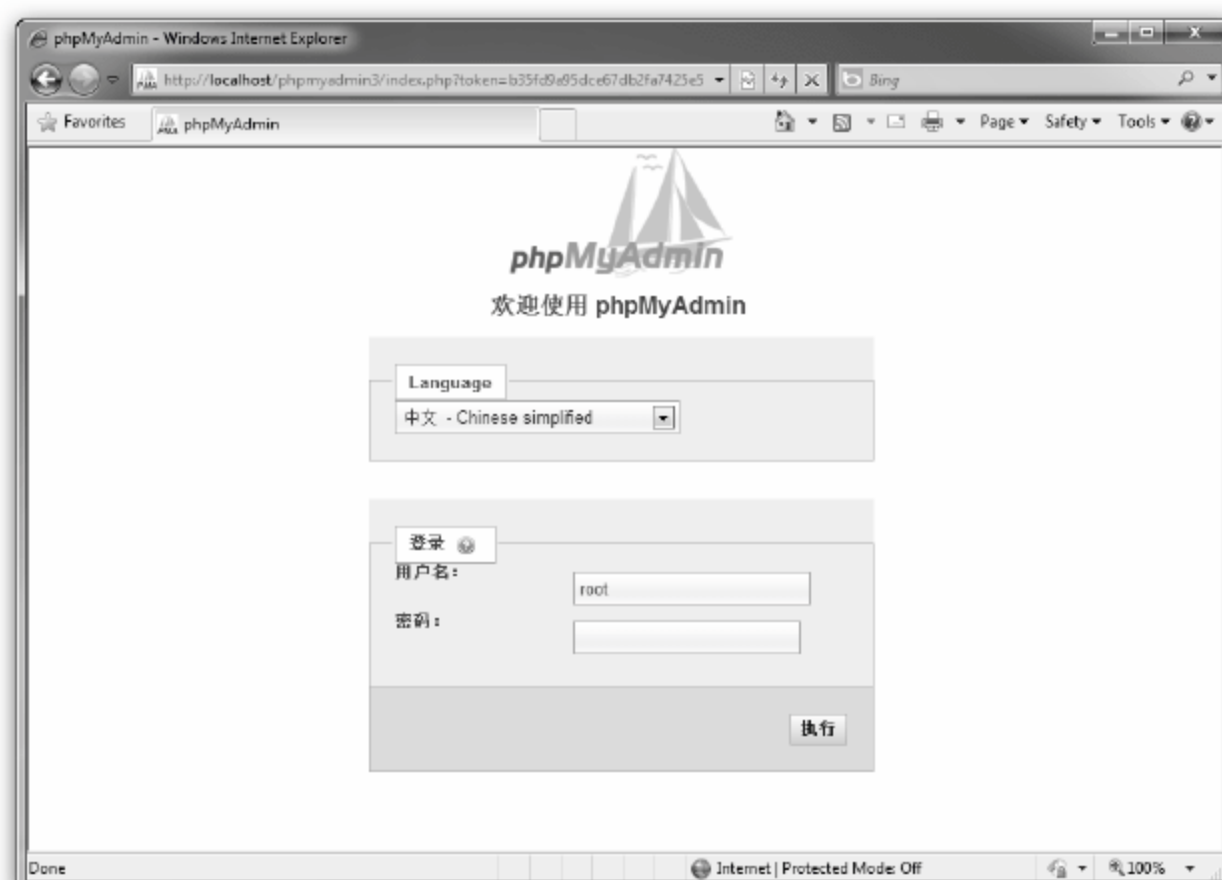 phpMyAdmin - Windows Internet Explorer
http://localhost/phpmyadmin3/index.php?token=b35fd9a95dce67db2fa7425e5
Bing
Favorites
phpMyAdmin
Page
Safety
Tools
phpMyAdmin
欢迎使用 phpMyAdmin
Language
中文 - Chinese simplified
登录
用户名：
root
密码：
执行
Done
Internet | Protected Mode: Off
100%